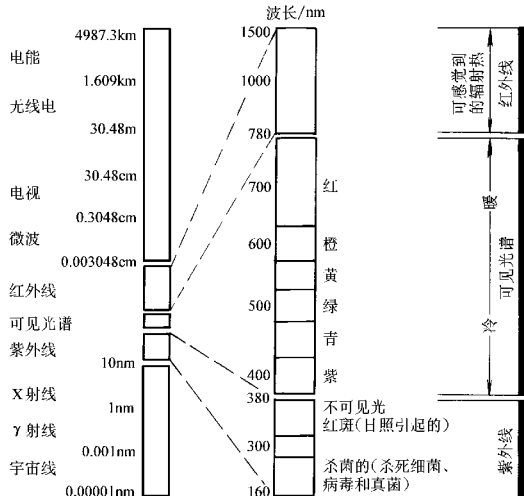 波长/nm
4987.3km
电能
1.609km
无线电
30.48m
30.48cm
电视
0.3048cm
微波
0.003048cm
红外线
可见光谱
紫外线
10nm
X射线
1nm
γ射线
0.001nm
宇宙线
0.00001nm
1500
1000
780
700
600
500
400
380
300
160
红
橙
黄
绿
青
紫
不可见光
红斑(日照引起的)
杀菌的(杀死细菌、
病毒和真菌)
可感觉到
的辐射热
红外线
暖
冷
可见光谱
紫外线